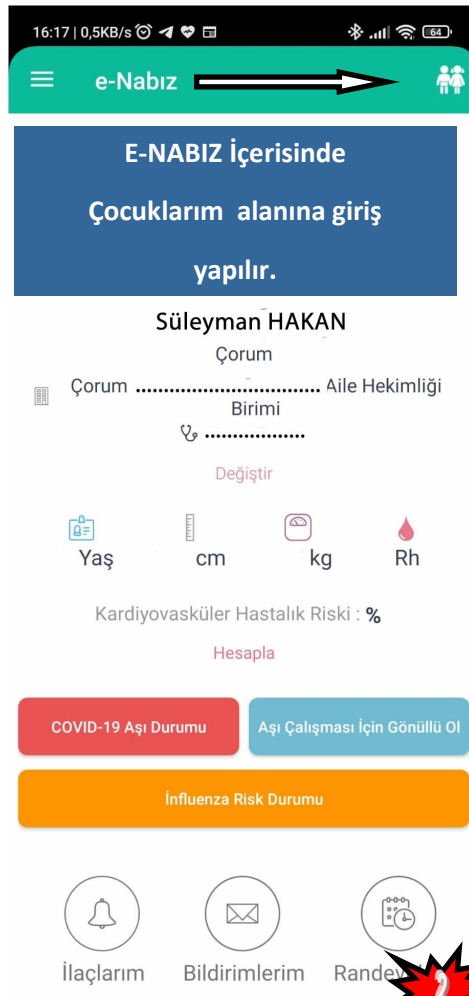 16:17 | 0,5KB/s
64
e-Nabız
E-NABIZ İçerisinde
Çocuklarım alanına giriş
yapılır.
Süleyman HAKAN
Çorum
Çorum ................................ Aile Hekimliği
Birimi
..................
Değiştir
Yaş cm kg Rh
Kardiyovasküler Hastalık Riski : %
Hesapla
COVID-19 Aşı Durumu
Aşı Çalışması İçin Gönüllü Ol
İnfluenza Risk Durumu
İlaçlarım Bildirimlerim